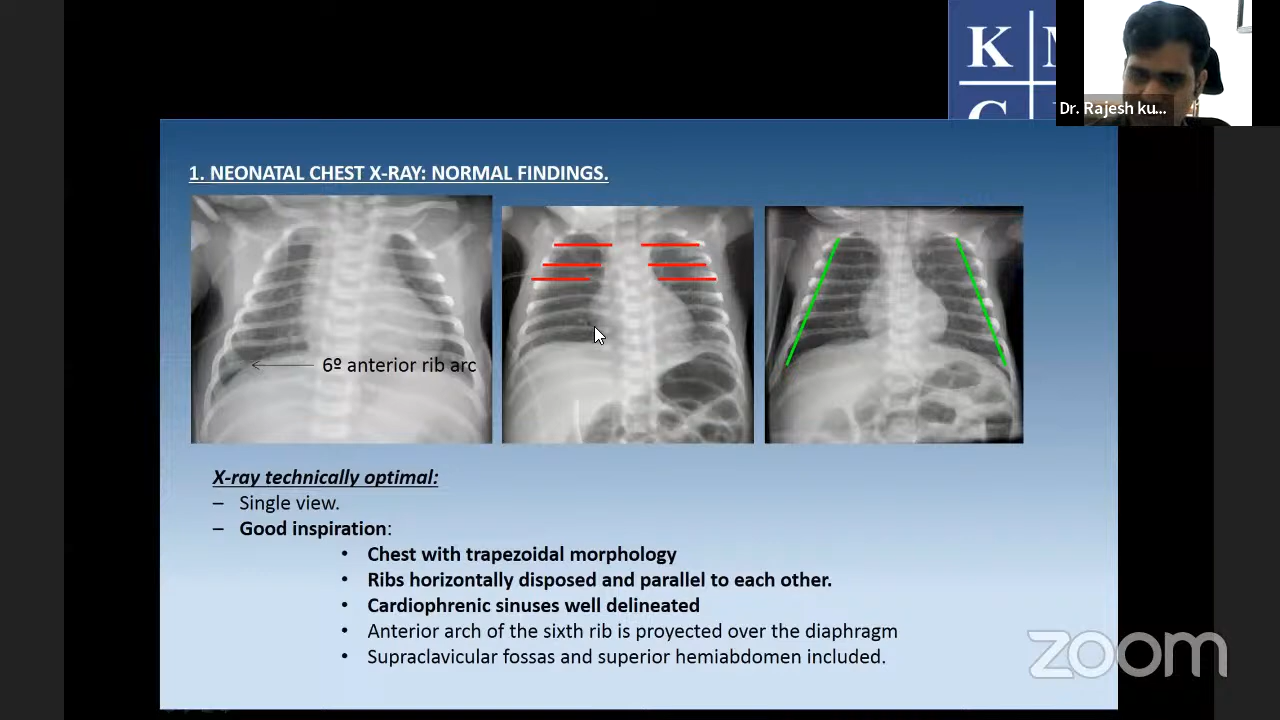 K M
C
Dr. Rajesh ku...
1. NEONATAL CHEST X-RAY: NORMAL FINDINGS.
6º anterior rib arc
X-ray technically optimal:
– Single view.
– Good inspiration:
• Chest with trapezoidal morphology
• Ribs horizontally disposed and parallel to each other.
• Cardiophrenic sinuses well delineated
• Anterior arch of the sixth rib is proyected over the diaphragm
• Supraclavicular fossas and superior hemiabdomen included.
zoom